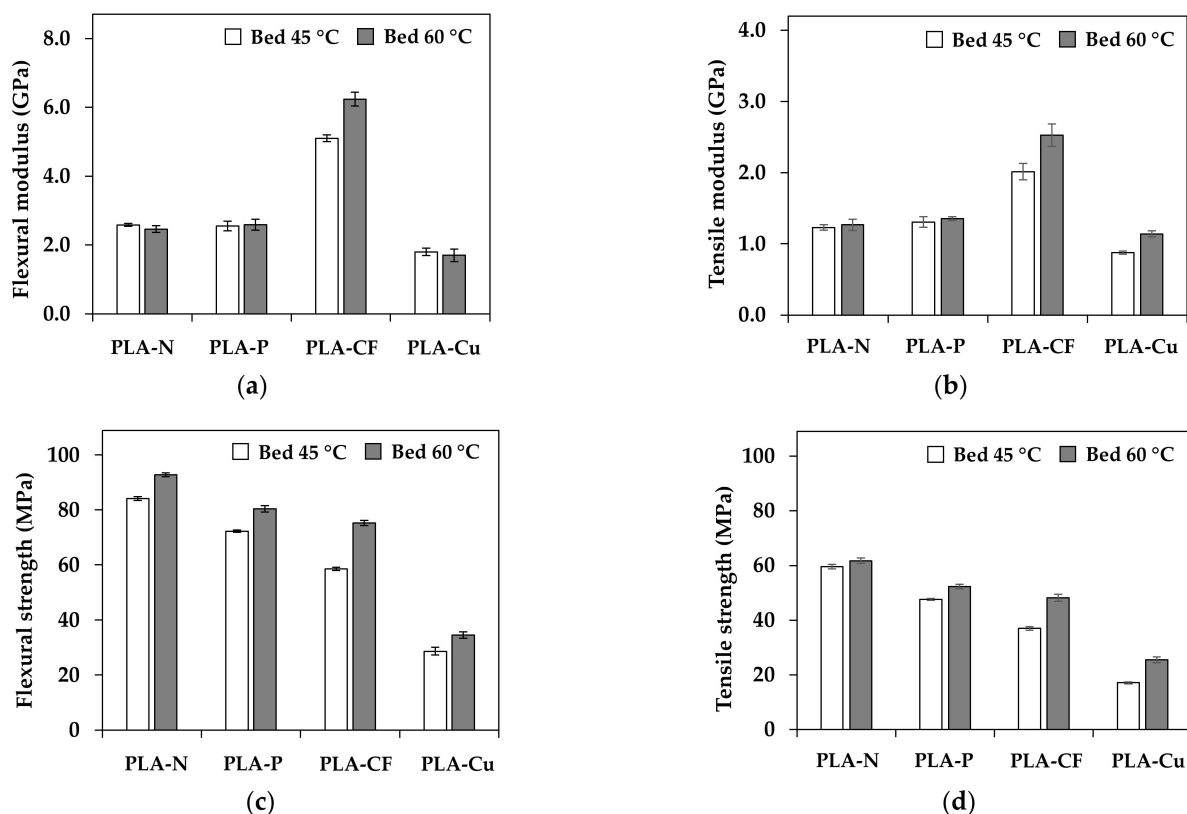 Flexural modulus (GPa)
8.0
6.0
4.0
2.0
0.0
Bed 45 °C Bed 60 °C
PLA-N PLA-P PLA-CF PLA-Cu
(a)
Tensile modulus (GPa)
4.0
3.0
2.0
1.0
0.0
Bed 45 °C Bed 60 °C
PLA-N PLA-P PLA-CF PLA-Cu
(b)
Flexural strength (MPa)
100
80
60
40
20
0
Bed 45 °C Bed 60 °C
PLA-N PLA-P PLA-CF PLA-Cu
(c)
Tensile strength (MPa)
100
80
60
40
20
0
Bed 45 °C Bed 60 °C
PLA-N PLA-P PLA-CF PLA-Cu
(d)